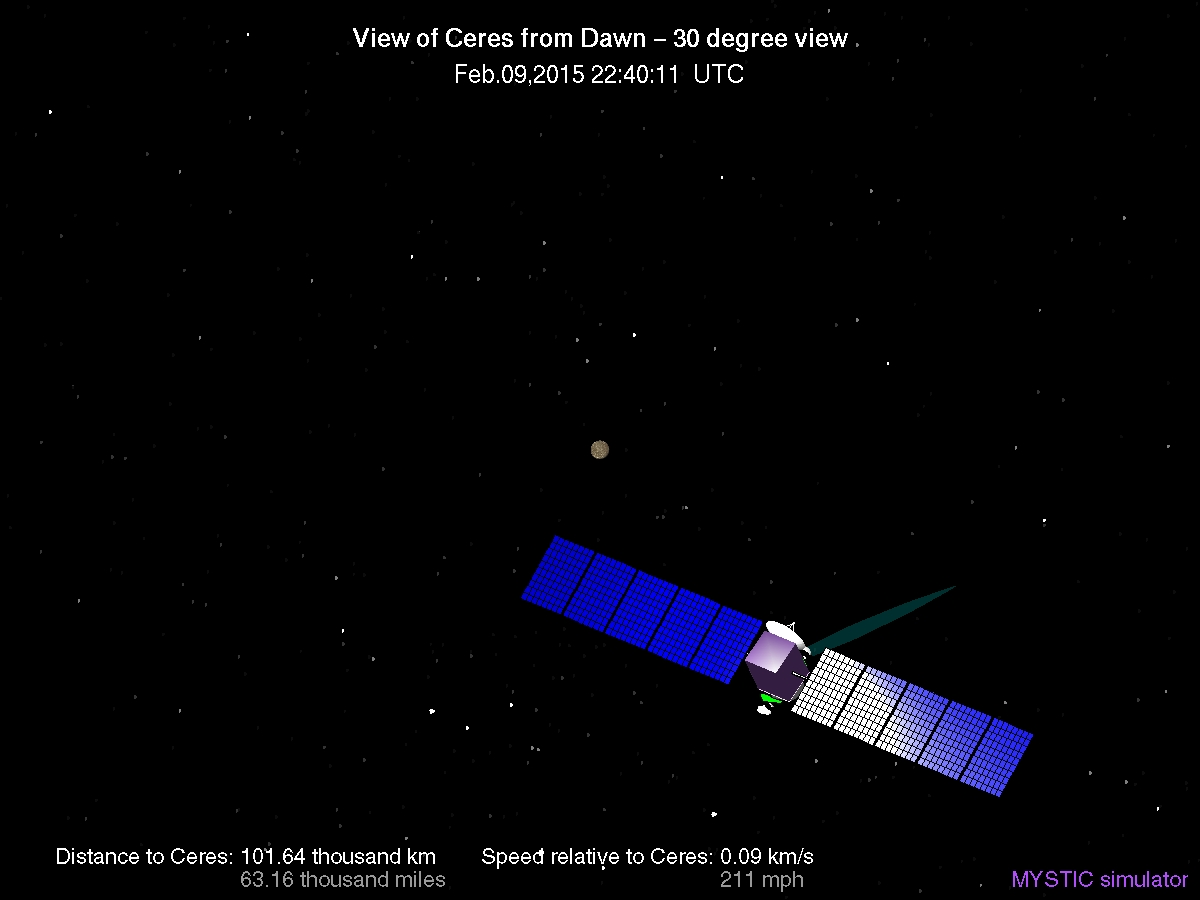 View of Ceres from Dawn – 30 degree view
Feb.09,2015 22:40:11 UTC
Distance to Ceres: 101.64 thousand km
63.16 thousand miles
Speed relative to Ceres: 0.09 km/s
211 mph
MYSTIC simulator